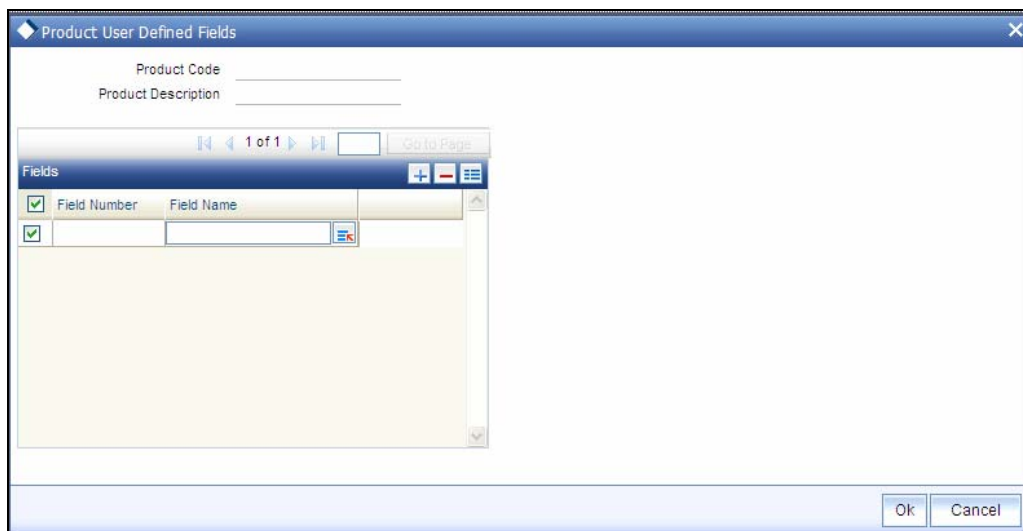 Product User Defined Fields
Product Code
Product Description
1 of 1 Go to Page
Fields
Field Number Field Name
Ok Cancel